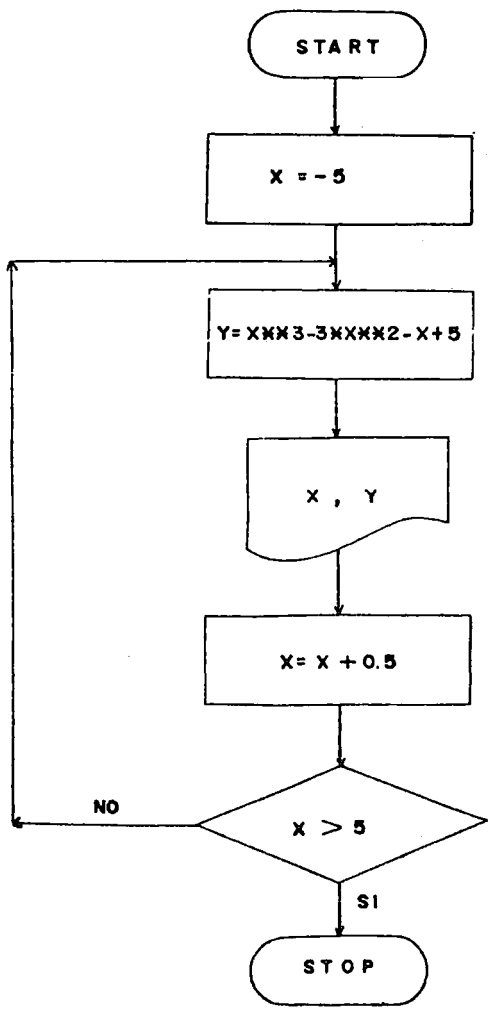 START
X = -5
Y= X**3-3*X**2-X+5
X , Y
X= X + 0.5
NO
X > 5
SI
STOP